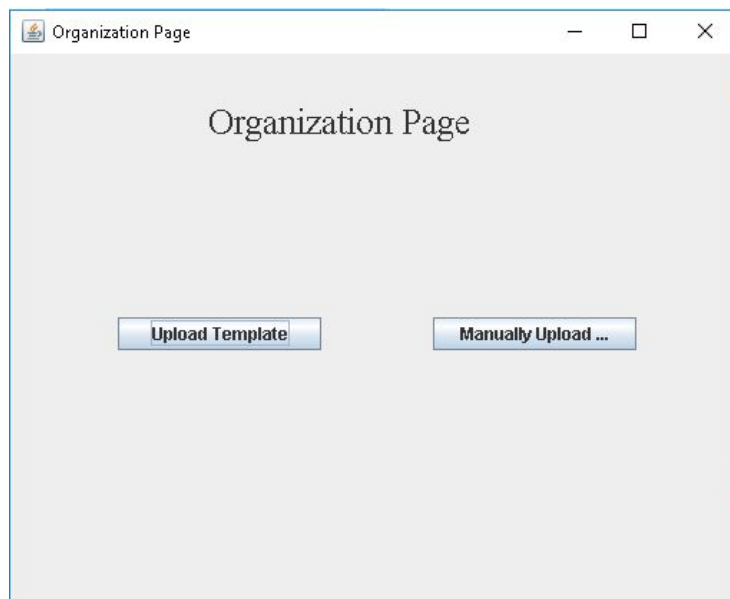 Organization Page
Organization Page
Upload Template
Manually Upload ...